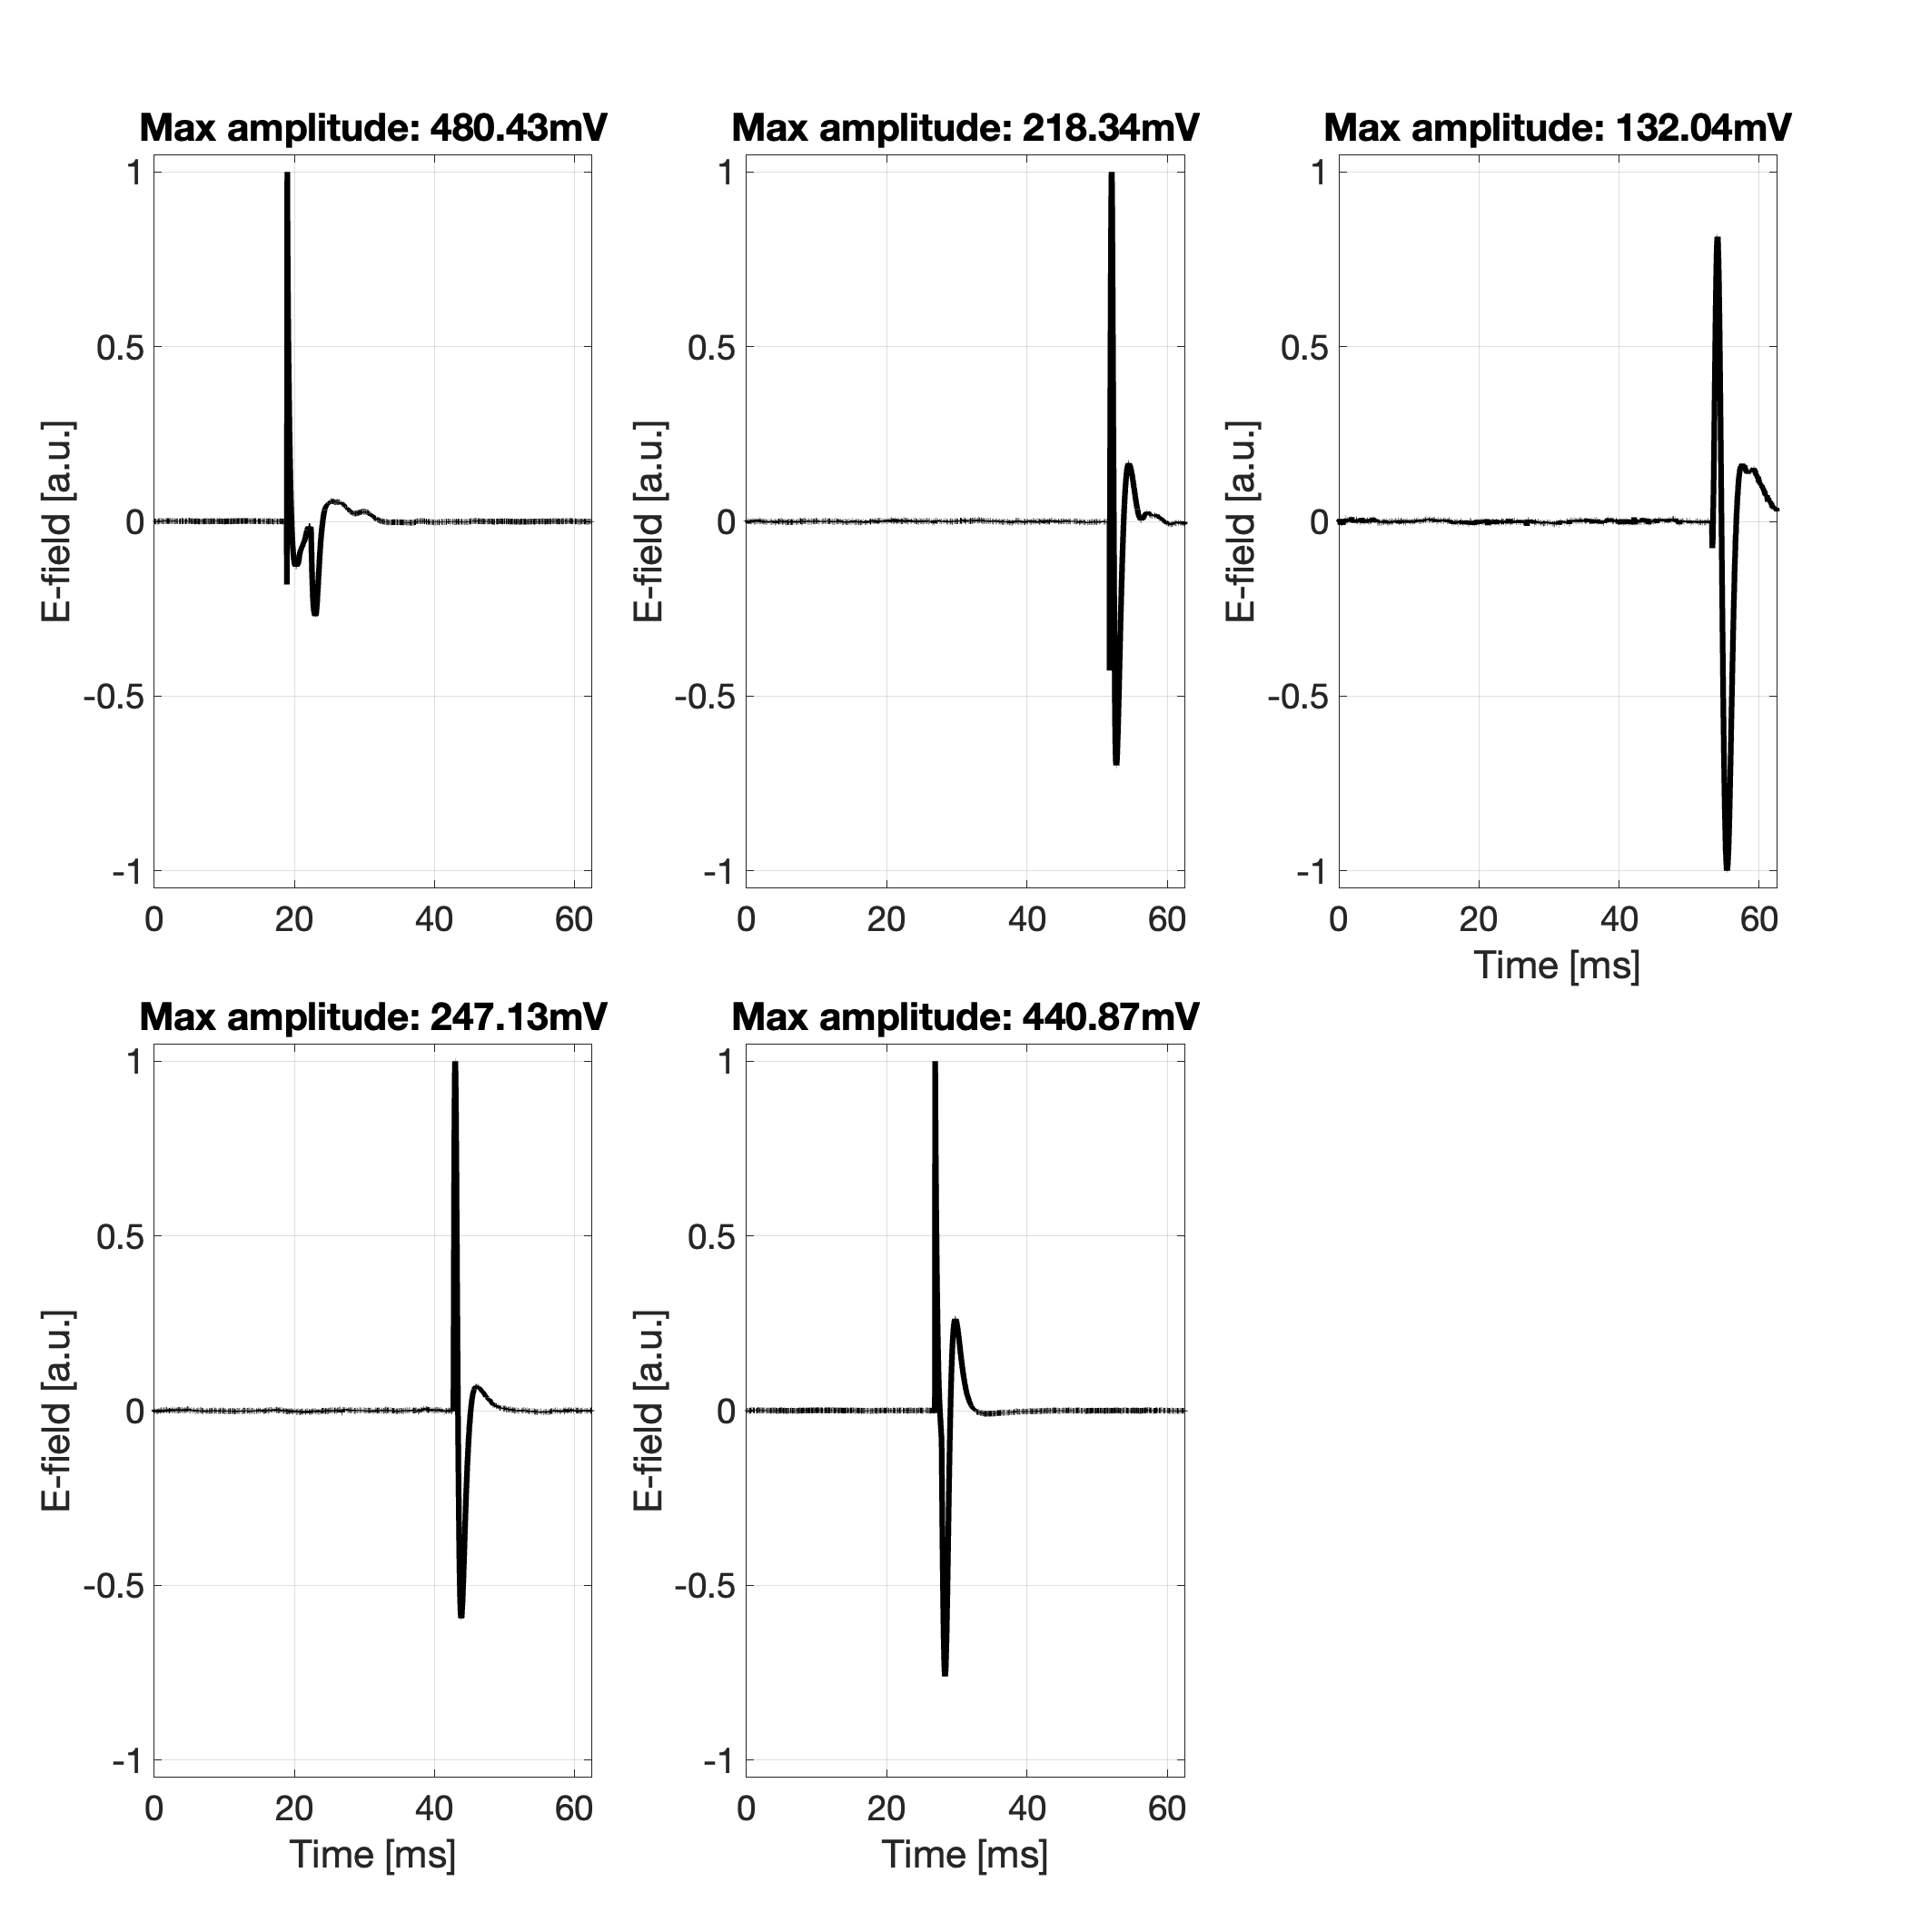 Max amplitude: 480.43mV
1
0.5
0
-0.5
-1
E-field [a.u.]
0 20 40 60
Max amplitude: 218.34mV
1
0.5
0
-0.5
-1
E-field [a.u.]
0 20 40 60
Max amplitude: 132.04mV
1
0.5
0
-0.5
-1
E-field [a.u.]
0 20 40 60
Time [ms]
Max amplitude: 247.13mV
1
0.5
0
-0.5
-1
E-field [a.u.]
0 20 40 60
Time [ms]
Max amplitude: 440.87mV
1
0.5
0
-0.5
-1
E-field [a.u.]
0 20 40 60
Time [ms]